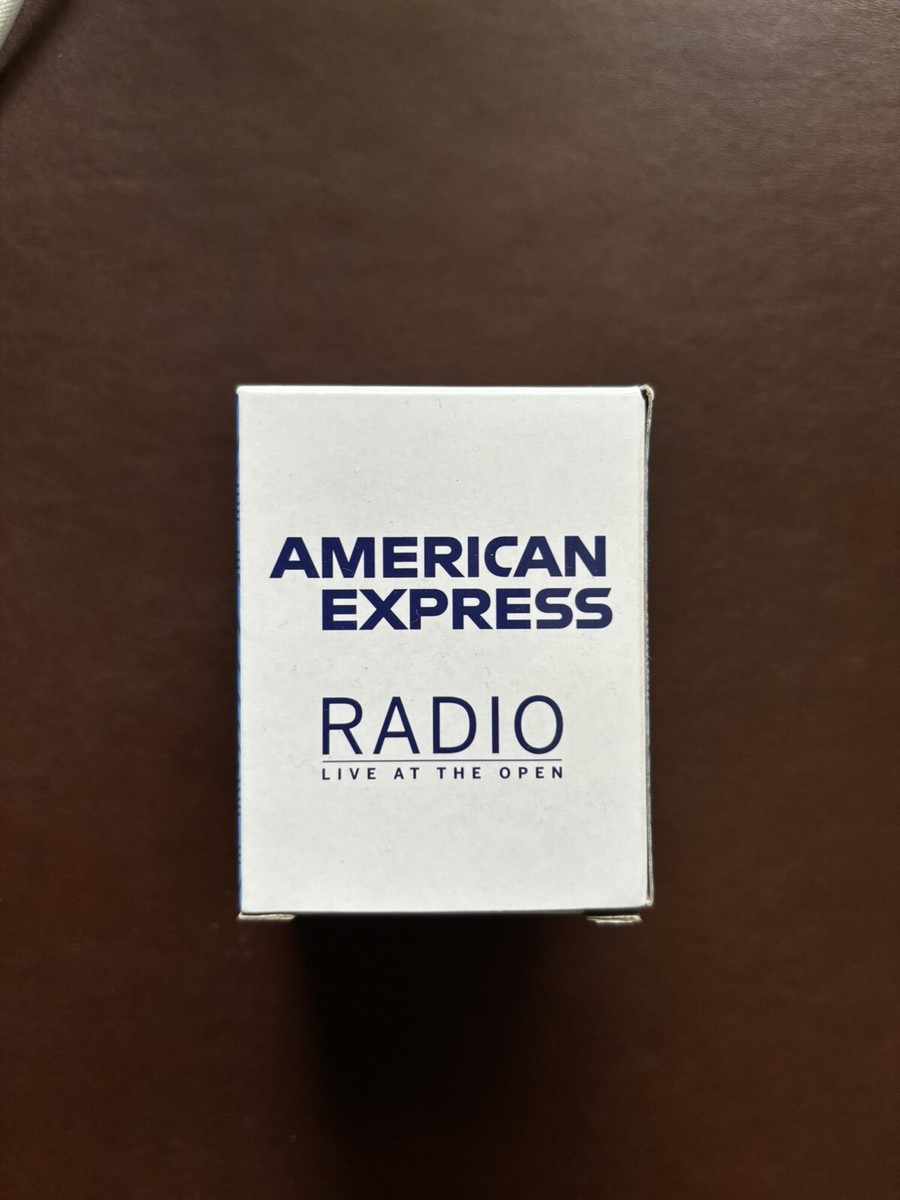 AMERICAN
EXPRESS
RADIO
LIVE AT THE OPEN